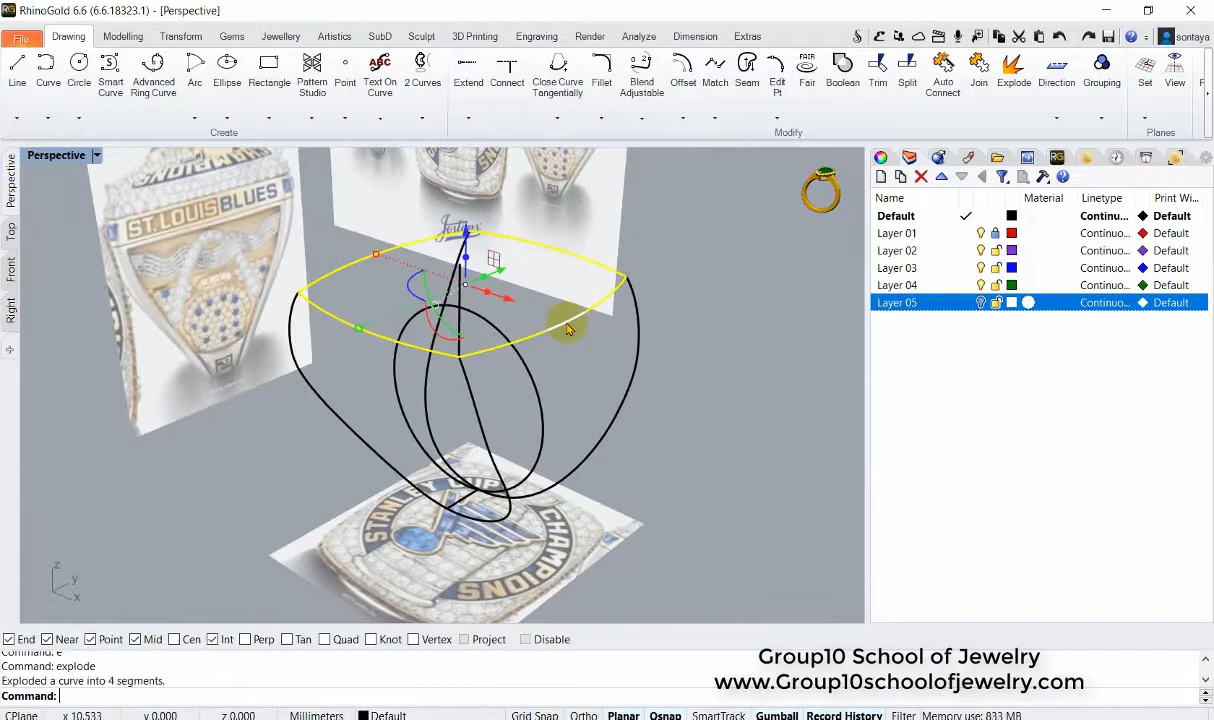 RhinoGold 6.6 (6.6.18323.1) - [Perspective]
File Drawing Modelling Transform Gems Jewellery Artistics SubD Sculpt 3D Printing Engraving Render Analyze Dimension Extras sontaya
Line Curve Circle Smart Curve Advanced Ring Curve Arc Ellipse Rectangle Pattern Studio Point Text On Curve 2 Curves Extend Connect Close Curve Tangentially Fillet Blend Adjustable Offset Match Seam Edit Pt Fair Boolean Trim Split Auto Connect Join Explode Direction Grouping Set View
Create Modify Planes
Perspective
Perspective
Top
Front
Right
ST.LOUIS BLUES
Jostens
STANLEY CUP
CHAMPIONS
z
y
x
Name Material Linetype Print Wi...
Default Continu... Default
Layer 01 Continuo... Default
Layer 02 Continuo... Default
Layer 03 Continuo... Default
Layer 04 Continuo... Default
Layer 05 Continuo... Default
End Near Point Mid Cen Int Perp Tan Quad Knot Vertex Project Disable
Command: e
Command: explode
Exploded a curve into 4 segments.
Command:
Group10 School of Jewelry
www.Group10schoolofjewelry.com
CPlane x 10.533 y 0.000 z 0.000 Millimeters Default Grid Snap Ortho Planar Osnap SmartTrack Gumball Record History Filter Memory use: 833 MB